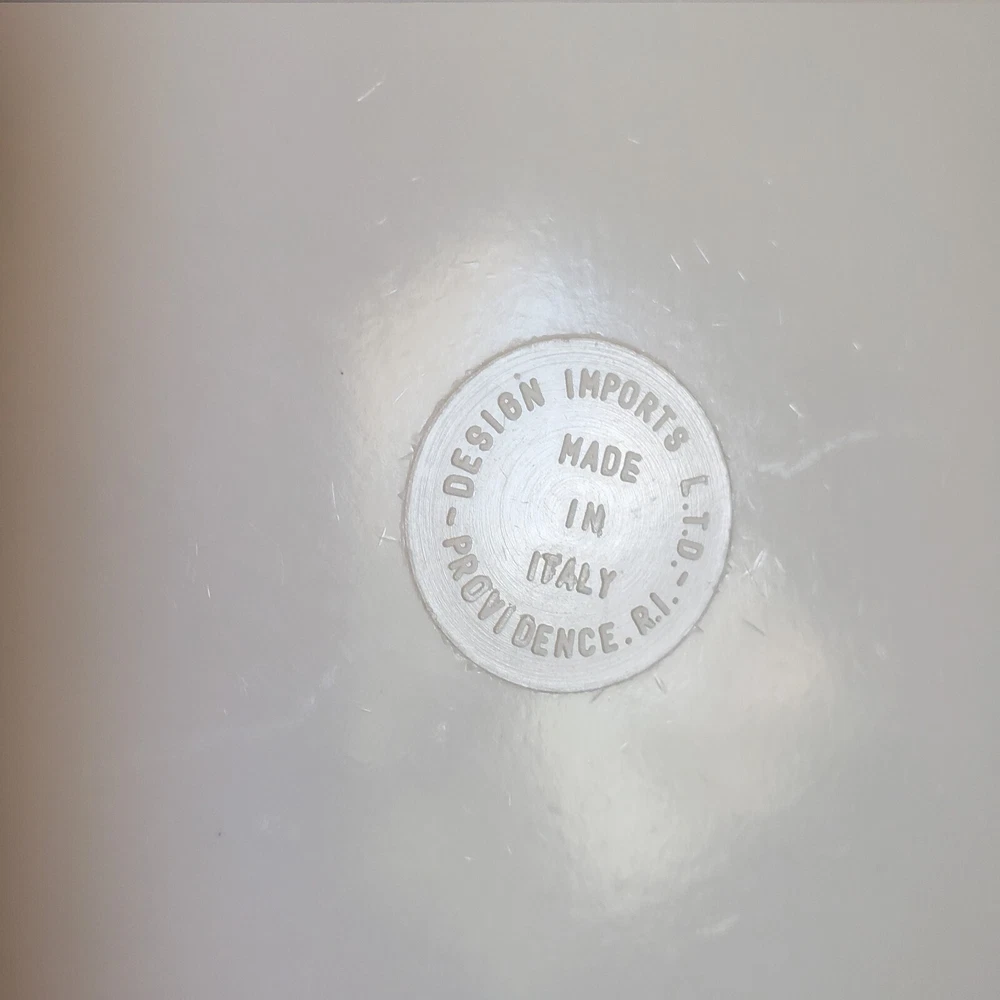 - DESIGN IMPORTS L.T.D. -
PROVIDENCE. R.I.
MADE
IN
ITALY